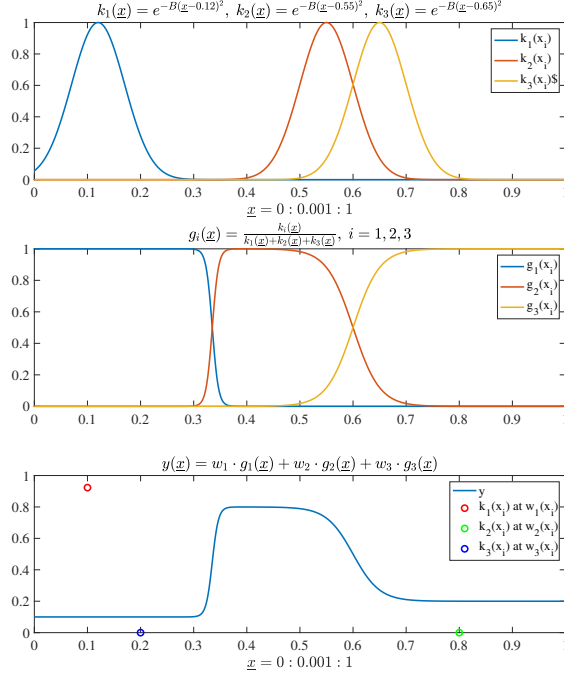 k₁(x) = e^{-B(x-0.12)²}, k₂(x) = e^{-B(x-0.55)²}, k₃(x) = e^{-B(x-0.65)²}
1
0.8
0.6
0.4
0.2
0
k₁(xᵢ)
k₂(xᵢ)
k₃(xᵢ)$
0 0.1 0.2 0.3 0.4 0.5 0.6 0.7 0.8 0.9 1
x = 0 : 0.001 : 1
gᵢ(x) = kᵢ(x) / k₁(x)+k₂(x)+k₃(x), i = 1, 2, 3
1
0.8
0.6
0.4
0.2
0
g₁(xᵢ)
g₂(xᵢ)
g₃(xᵢ)
0 0.1 0.2 0.3 0.4 0.5 0.6 0.7 0.8 0.9 1
y(x) = w₁ · g₁(x) + w₂ · g₂(x) + w₃ · g₃(x)
1
0.8
0.6
0.4
0.2
0
y
k₁(xᵢ) at w₁(xᵢ)
k₂(xᵢ) at w₂(xᵢ)
k₃(xᵢ) at w₃(xᵢ)
0 0.1 0.2 0.3 0.4 0.5 0.6 0.7 0.8 0.9 1
x = 0 : 0.001 : 1